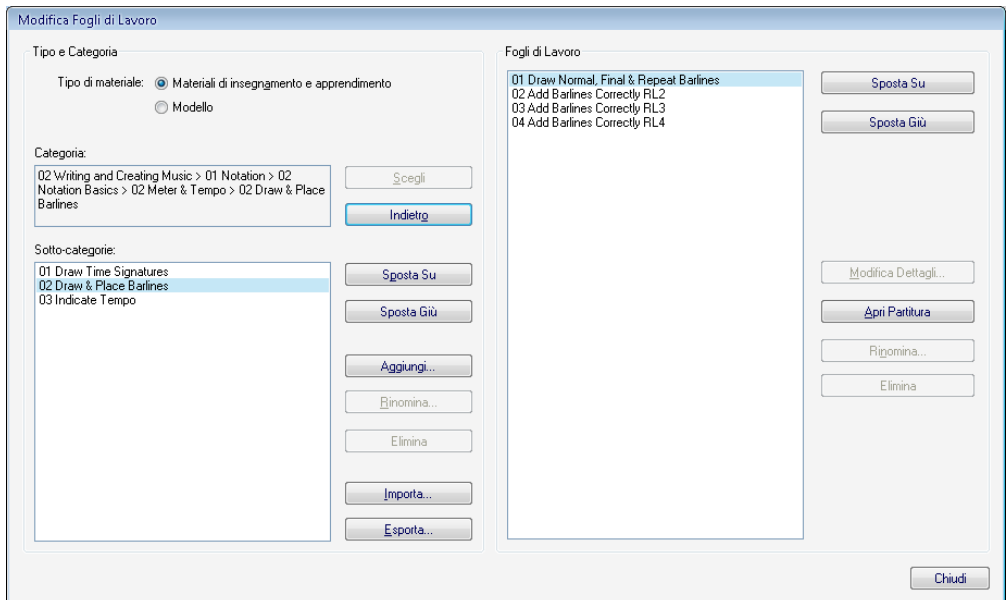 Modifica Fogli di Lavoro
Tipo e Categoria
Tipo di materiale:
Materiali di insegnamento e apprendimento
Modello
Categoria:
02 Writing and Creating Music > 01 Notation > 02
Notation Basics > 02 Meter & Tempo > 02 Draw & Place
Barlines
Scegli
Indietro
Sotto-categorie:
01 Draw Time Signatures
02 Draw & Place Barlines
03 Indicate Tempo
Sposta Su
Sposta Giù
Aggiungi...
Rinomina...
Elimina
Importa...
Esporta...
Fogli di Lavoro
01 Draw Normal, Final & Repeat Barlines
02 Add Barlines Correctly RL2
03 Add Barlines Correctly RL3
04 Add Barlines Correctly RL4
Sposta Su
Sposta Giù
Modifica Dettagli...
Apri Partitura
Rinomina...
Elimina
Chiudi